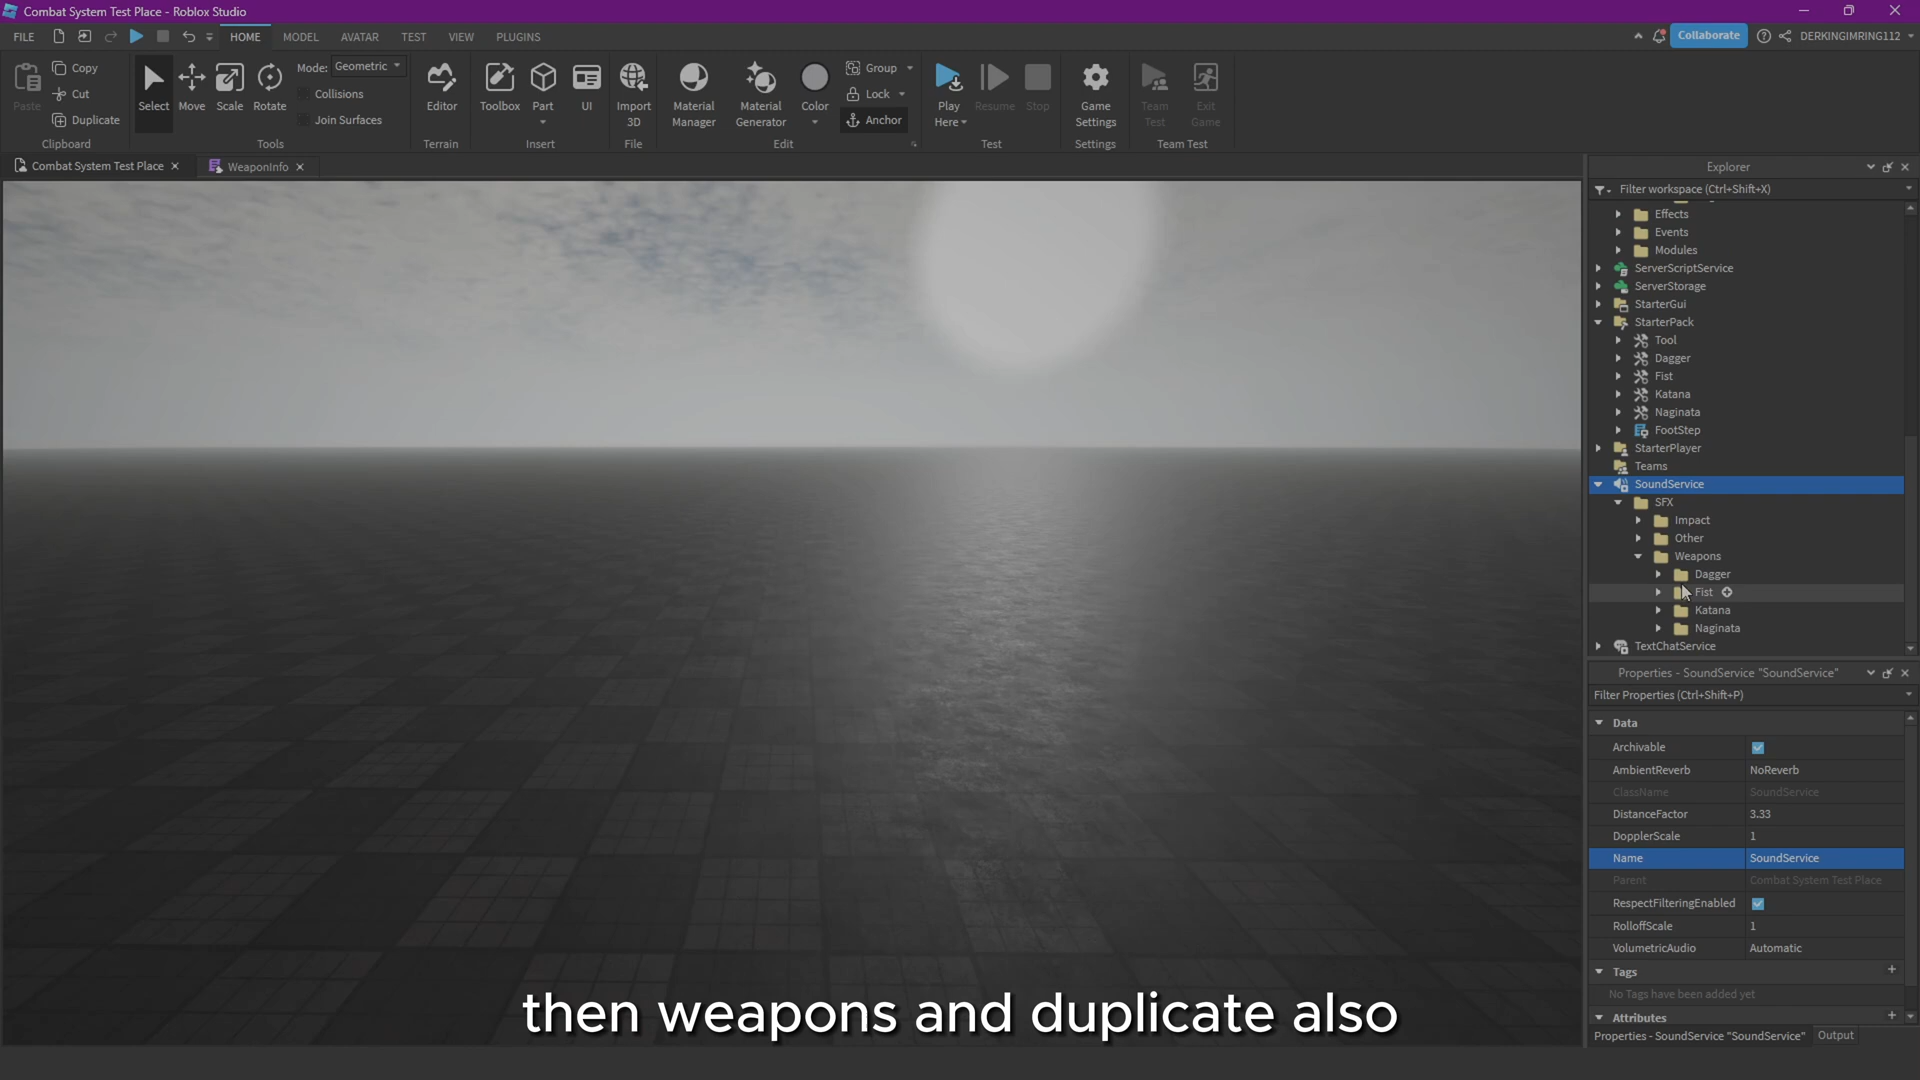 Combat System Test Place - Roblox Studio
FILE
HOME
MODEL
AVATAR
TEST
VIEW
PLUGINS
Collaborate
DERKINGIMRING112
Paste
Copy
Cut
Duplicate
Clipboard
Select
Move
Scale
Rotate
Mode: Geometric
Collisions
Join Surfaces
Tools
Editor
Terrain
Toolbox
Part
UI
Insert
Import
3D
File
Material
Manager
Material
Generator
Color
Group
Lock
Anchor
Edit
Play
Here
Resume
Stop
Test
Game
Settings
Settings
Team
Test
Exit
Game
Team Test
Combat System Test Place
WeaponInfo
Explorer
Filter workspace (Ctrl+Shift+X)
Effects
Events
Modules
ServerScriptService
ServerStorage
StarterGui
StarterPack
Tool
Dagger
Fist
Katana
Naginata
FootStep
StarterPlayer
Teams
SoundService
SFX
Impact
Other
Weapons
Dagger
Fist
Katana
Naginata
TextChatService
Properties - SoundService "SoundService"
Filter Properties (Ctrl+Shift+P)
Data
Archivable
AmbientReverb NoReverb
ClassName SoundService
DistanceFactor 3.33
DopplerScale 1
Name SoundService
Parent Combat System Test Place
RespectFilteringEnabled
RolloffScale 1
VolumetricAudio Automatic
Tags
No Tags have been added yet
Attributes
Properties - SoundService "SoundService" Output
then weapons and duplicate also